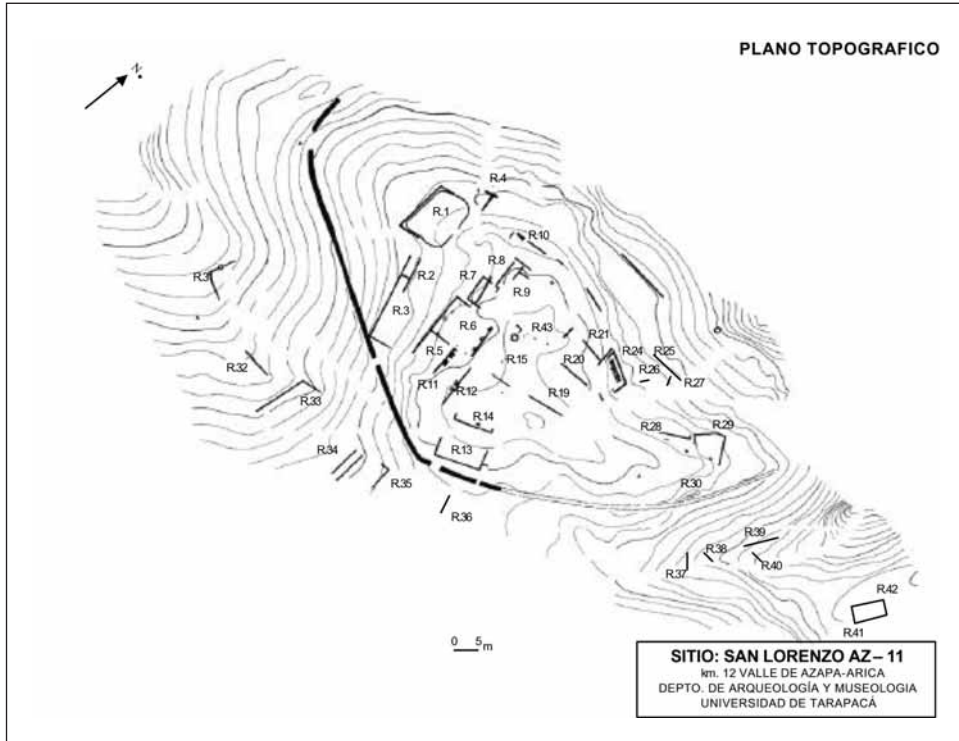 PLANO TOPOGRAFICO
N
R.4
R.1
R.10
R.8
R.3
R.2
R.7
R.9
R.3
R.6
R.43
R.21
R.5
R.24
R.25
R.15
R.20
R.26
R.32
R.11
R.27
R.12
R.19
R.33
R.14
R.28
R.29
R.13
R.34
R.35
R.30
R.36
R.39
R.38
R.40
R.37
R.42
R.41
0 5 m
SITIO: SAN LORENZO AZ – 11
km. 12 VALLE DE AZAPA-ARICA
DEPTO. DE ARQUEOLOGÍA Y MUSEOLOGIA
UNIVERSIDAD DE TARAPACÁ